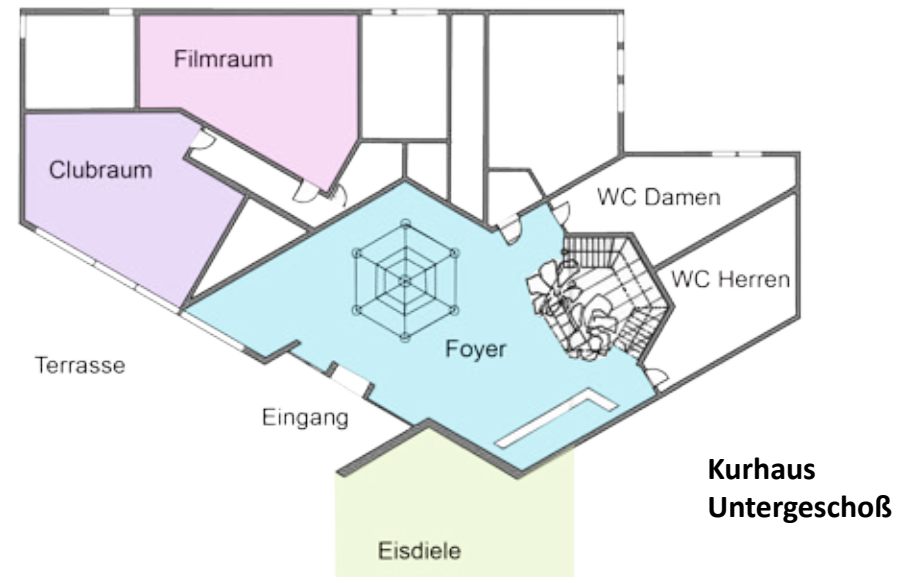 Filmraum
Clubraum
WC Damen
WC Herren
Foyer
Terrasse
Eingang
Kurhaus
Untergeschoß
Eisdiele